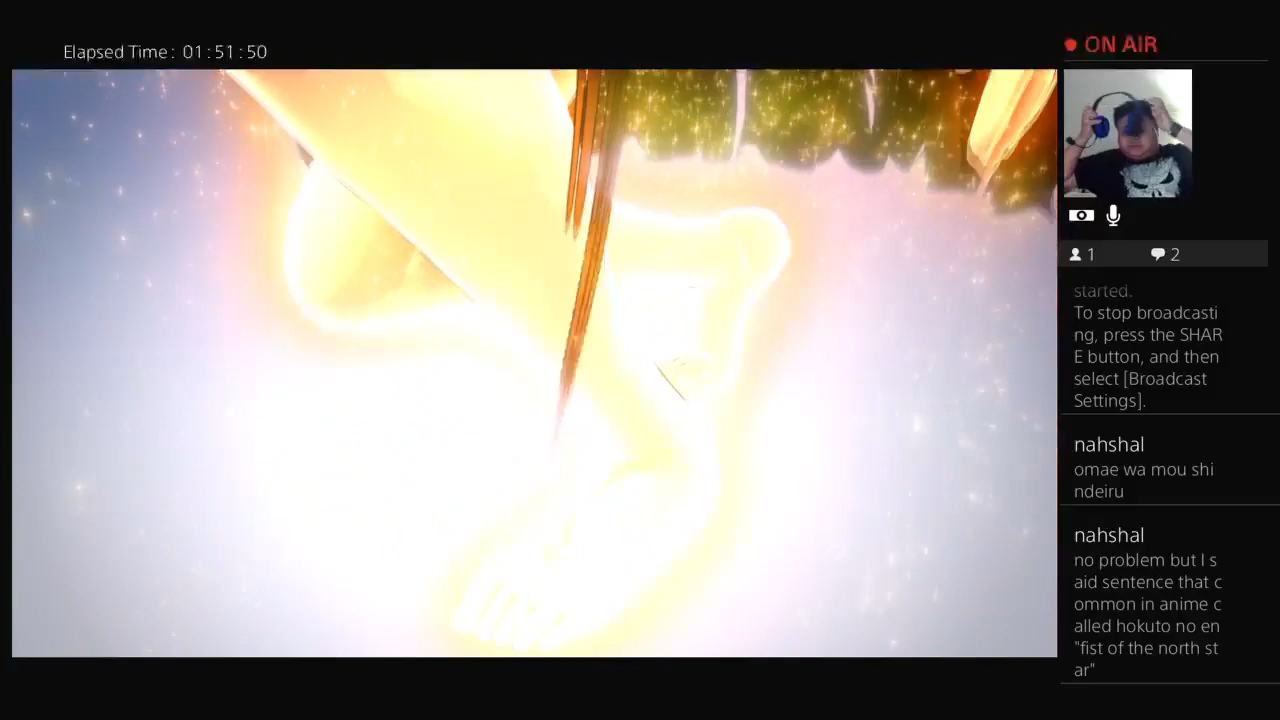 Elapsed Time: 01:51:50
ON AIR
1
2
started.
To stop broadcasti
ng, press the SHAR
E button, and then
select [Broadcast
Settings].
nahshal
omae wa mou shi
ndeiru
nahshal
no problem but I s
aid sentence that c
ommon in anime c
alled hokuto no en
"fist of the north st
ar"